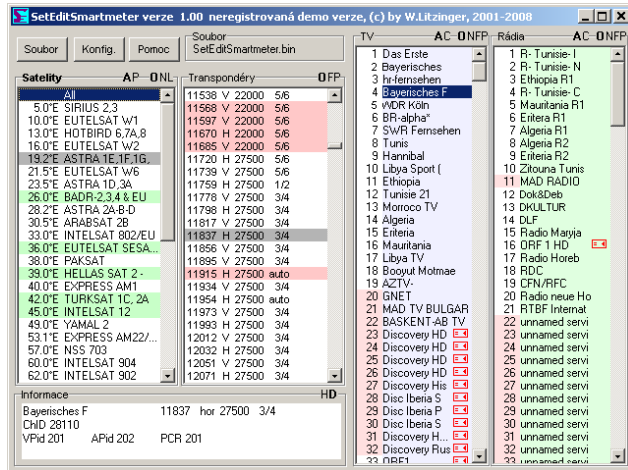 SetEditSmartmeter verze 1.00 neregistrovaná demo verze, (c) by W.Litzinger, 2001-2008
Soubor
Konfig.
Pomoc
Soubor
SetEditSmartmeter.bin
Satelity AP-ONL
All
5.0°E SIRIUS 2,3
10.0°E EUTELSAT W1
13.0°E HOTBIRD 6,7A,8
16.0°E EUTELSAT W2
19.2°E ASTRA 1E,1F,1G,
21.5°E EUTELSAT W6
23.5°E ASTRA 1D,3A
26.0°E BADR-2,3,4 & EU
28.2°E ASTRA 2A-B-D
30.5°E ARABSAT 2B
33.0°E INTELSAT 802/EU
36.0°E EUTELSAT SESA...
38.0°E PAKSAT
39.0°E HELLAS SAT 2 -
40.0°E EXPRESS AM1
42.0°E TURKSAT 1C, 2A
45.0°E INTELSAT 12
49.0°E YAMAL 2
53.1°E EXPRESS AM22/...
57.0°E NSS 703
60.0°E INTELSAT 904
62.0°E INTELSAT 902
Transpondéry OFP
11538 V 22000 5/6
11568 V 22000 5/6
11597 V 22000 5/6
11670 H 22000 5/6
11685 V 22000 5/6
11720 H 27500 5/6
11739 V 27500 5/6
11759 H 27500 1/2
11778 V 27500 3/4
11798 H 27500 3/4
11817 V 27500 3/4
11837 H 27500 3/4
11856 V 27500 3/4
11895 V 27500 3/4
11915 H 27500 auto
11934 V 27500 3/4
11954 H 27500 auto
11973 V 27500 3/4
11993 H 27500 3/4
12012 V 27500 3/4
12032 H 27500 3/4
12051 V 27500 3/4
12071 H 27500 3/4
TV AC-ONFP
1 Das Erste
2 Bayerisches
3 hr-fernsehen
4 Bayerisches F
5 WDR Köln
6 BR-alpha*
7 SWR Fernsehen
8 Tunis
9 Hannibal
10 Libya Sport (
11 Ethiopia
12 Tunisie 21
13 Morroco TV
14 Algeria
15 Eriteria
16 Mauritania
17 Libya TV
18 Booyut Motmae
19 AZTV-
20 GNET
21 MAD TV BULGAR
22 BASKENT-AB TV
23 Discovery HD
24 Discovery HD
25 Discovery HD
26 Discovery HD
27 Discovery His
28 Disc Iberia S
29 Disc Iberia P
30 Disc Iberia S
31 Discovery H...
32 Discovery Rus
33 ORF1
Rádia AC-ONFP
1 R- Tunisie- I
2 R- Tunisie- N
3 Ethiopia R1
4 R- Tunisie- C
5 Mauritania R1
6 Eritera R1
7 Algeria R1
8 Algeria R2
9 Eriteria R2
10 Zitouna Tunis
11 MAD RADIO
12 Dok&Deb
13 DKULTUR
14 DLF
15 Radio Maryja
16 ORF 1 HD
17 Radio Horeb
18 RDC
19 CFN/RFC
20 Radio neue Ho
21 RTBF Internat
22 unnamed servi
23 unnamed servi
24 unnamed servi
25 unnamed servi
26 unnamed servi
27 unnamed servi
28 unnamed servi
29 unnamed servi
30 unnamed servi
31 unnamed servi
32 unnamed servi
33 unnamed servi
Informace HD-
Bayerisches F 11837 hor 27500 3/4
ChID 28110
VPid 201 APid 202 PCR 201